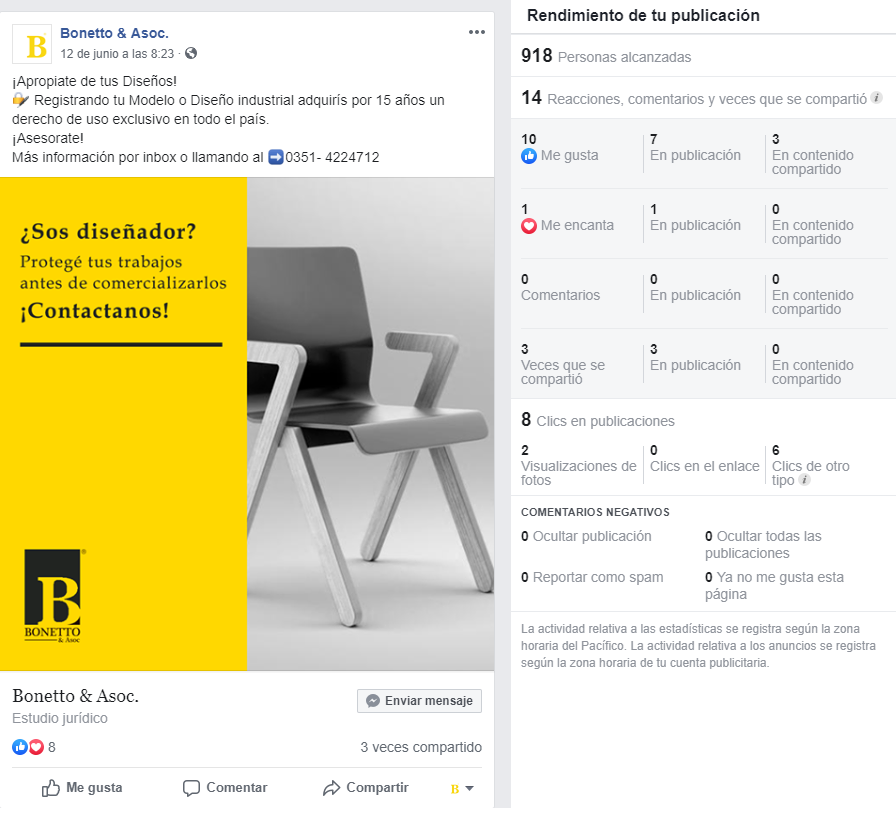 B
Bonetto & Asoc.
12 de junio a las 8:23 ·
¡Apropiate de tus Diseños!
Registrando tu Modelo o Diseño industrial adquirís por 15 años un
derecho de uso exclusivo en todo el país.
¡Asesorate!
Más información por inbox o llamando al ➡0351- 4224712
¿Sos diseñador?
Protegé tus trabajos
antes de comercializarlos
¡Contactanos!
B
®
BONETTO
& Asoc
Bonetto & Asoc.
Estudio jurídico
Enviar mensaje
8
3 veces compartido
Me gusta
Comentar
Compartir
B
Rendimiento de tu publicación
918 Personas alcanzadas
14 Reacciones, comentarios y veces que se compartió i
10
Me gusta
7
En publicación
3
En contenido
compartido
1
Me encanta
1
En publicación
0
En contenido
compartido
0
Comentarios
0
En publicación
0
En contenido
compartido
3
Veces que se
compartió
3
En publicación
0
En contenido
compartido
8 Clics en publicaciones
2
Visualizaciones de
fotos
0
Clics en el enlace
6
Clics de otro
tipo i
COMENTARIOS NEGATIVOS
0 Ocultar publicación
0 Ocultar todas las
publicaciones
0 Reportar como spam
0 Ya no me gusta esta
página
La actividad relativa a las estadísticas se registra según la zona
horaria del Pacífico. La actividad relativa a los anuncios se registra
según la zona horaria de tu cuenta publicitaria.